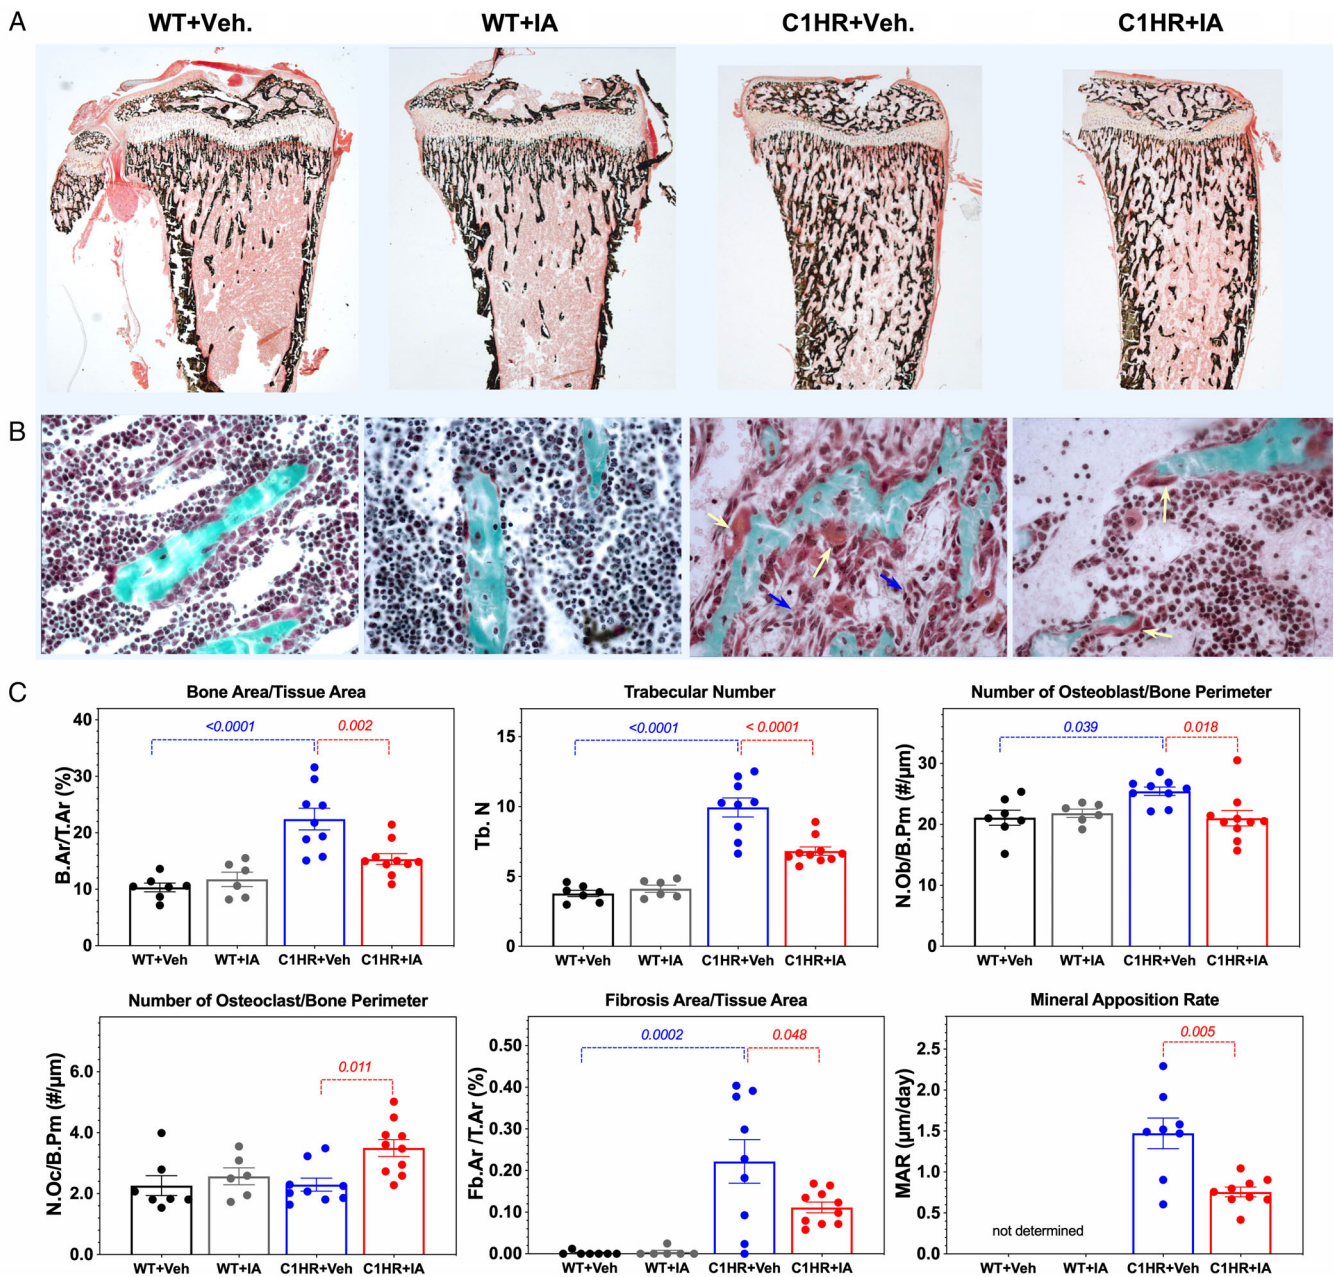 A
WT+Veh.
WT+IA
C1HR+Veh.
C1HR+IA
B
C
Bone Area/Tissue Area
B.Ar/T.Ar (%)
40
30
20
10
0
<0.0001
0.002
WT+Veh
WT+IA
C1HR+Veh
C1HR+IA
Trabecular Number
Tb. N
15
10
5
0
<0.0001
< 0.0001
WT+Veh
WT+IA
C1HR+Veh
C1HR+IA
Number of Osteoblast/Bone Perimeter
N.Ob/B.Pm (#/µm)
30
20
10
0
0.039
0.018
WT+Veh
WT+IA
C1HR+Veh
C1HR+IA
Number of Osteoclast/Bone Perimeter
N.Oc/B.Pm (#/µm)
6.0
4.0
2.0
0.0
0.011
WT+Veh
WT+IA
C1HR+Veh
C1HR+IA
Fibrosis Area/Tissue Area
Fb.Ar /T.Ar (%)
0.50
0.40
0.30
0.20
0.10
0.00
0.0002
0.048
WT+Veh
WT+IA
C1HR+Veh
C1HR+IA
Mineral Apposition Rate
MAR (µm/day)
2.5
2.0
1.5
1.0
0.5
0.0
0.005
not determined
WT+Veh
WT+IA
C1HR+Veh
C1HR+IA